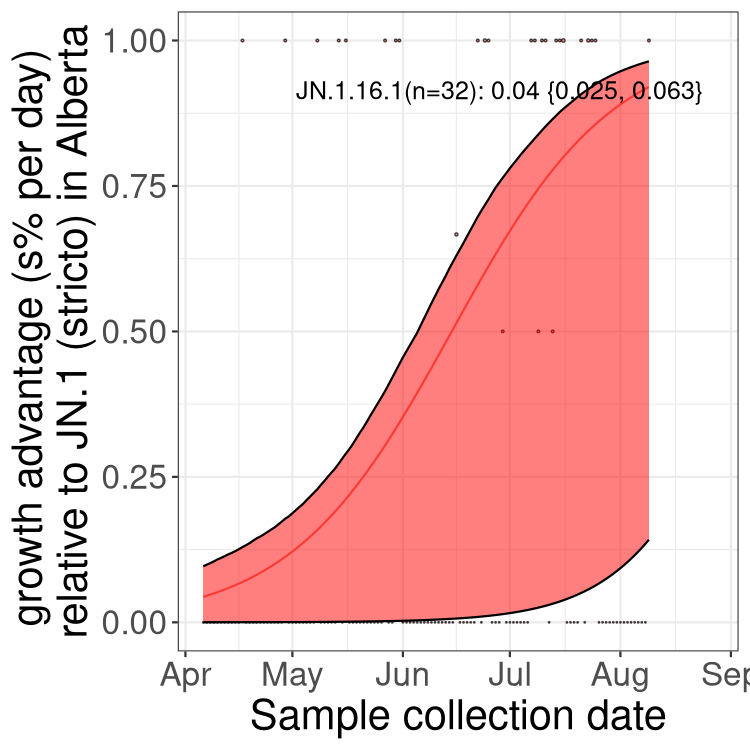 growth advantage (s% per day)
relative to JN.1 (stricto) in Alberta
1.00
0.75
0.50
0.25
0.00
JN.1.16.1(n=32): 0.04 {0.025, 0.063}
Apr May Jun Jul Aug Sep
Sample collection date